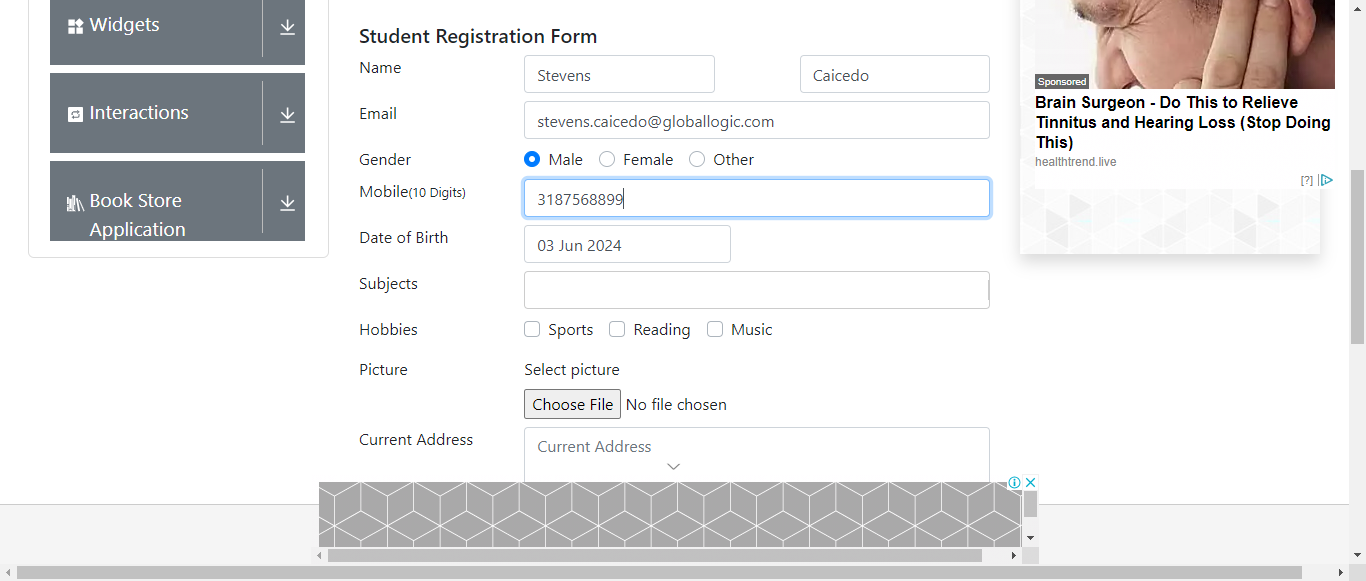 Widgets
Interactions
Book Store
Application
Student Registration Form
Name
Stevens
Caicedo
Email
stevens.caicedo@globallogic.com
Gender
Male
Female
Other
Mobile(10 Digits)
3187568899
Date of Birth
03 Jun 2024
Subjects
Hobbies
Sports
Reading
Music
Picture
Select picture
Choose File No file chosen
Current Address
Current Address
Sponsored
Brain Surgeon - Do This to Relieve
Tinnitus and Hearing Loss (Stop Doing
This)
healthtrend.live
[?]